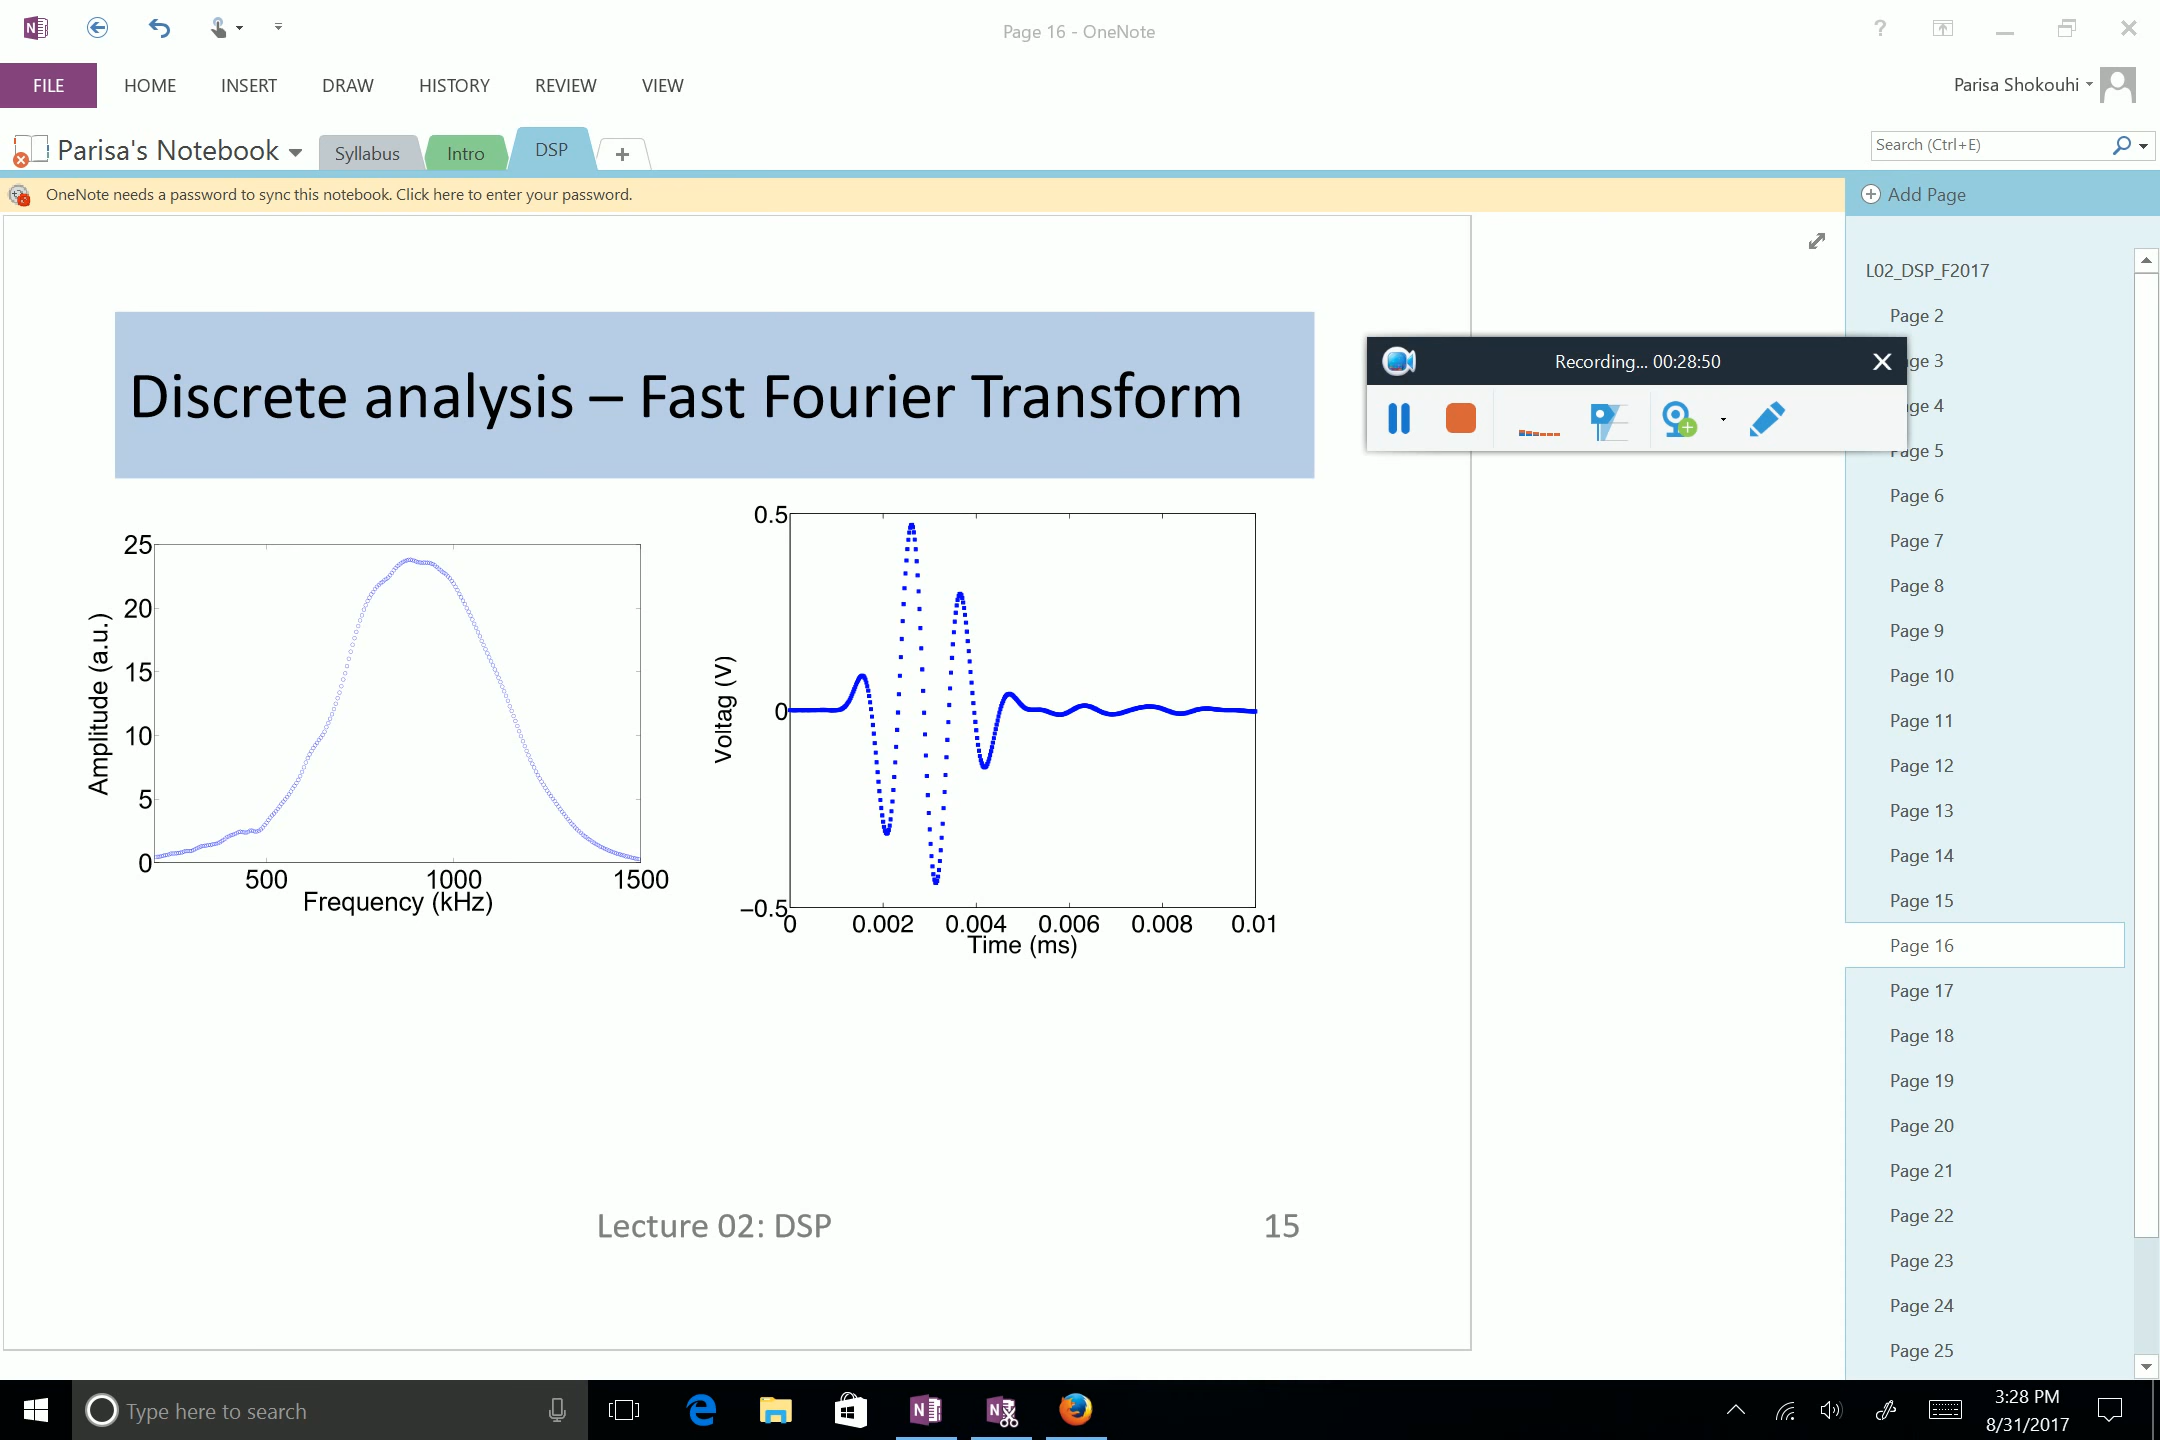 Page 16 - OneNote
?
FILE HOME INSERT DRAW HISTORY REVIEW VIEW
Parisa Shokouhi
Parisa's Notebook
Syllabus Intro DSP +
Search (Ctrl+E)
OneNote needs a password to sync this notebook. Click here to enter your password.
Add Page
L02_DSP_F2017
Page 2
ge 3
ge 4
Page 5
Page 6
Page 7
Page 8
Page 9
Page 10
Page 11
Page 12
Page 13
Page 14
Page 15
Page 16
Page 17
Page 18
Page 19
Page 20
Page 21
Page 22
Page 23
Page 24
Page 25
Recording... 00:28:50
Discrete analysis – Fast Fourier Transform
25
20
15
10
5
0
Amplitude (a.u.)
500 1000 1500
Frequency (kHz)
0.5
0
−0.5
Voltag (V)
0 0.002 0.004 0.006 0.008 0.01
Time (ms)
Lecture 02: DSP
15
Type here to search
3:28 PM
8/31/2017